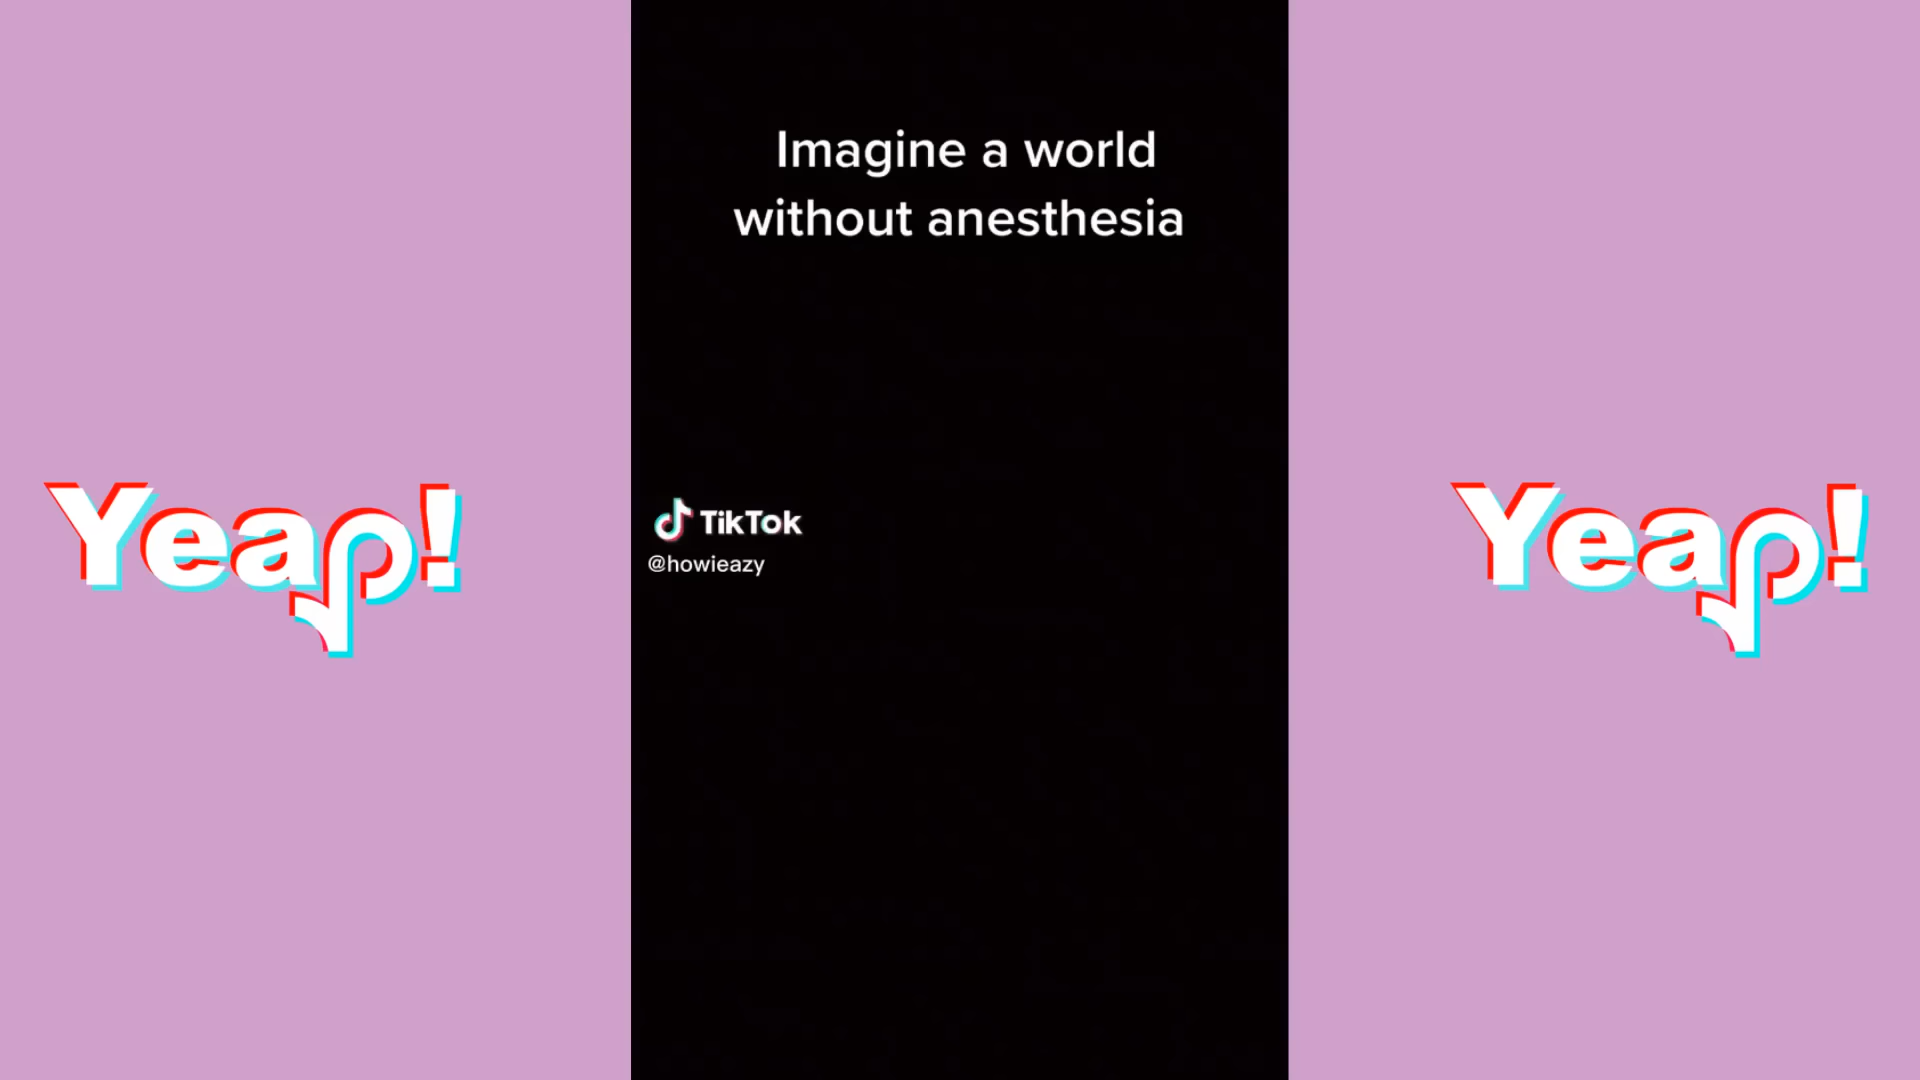 Imagine a world
without anesthesia
TikTok
@howieazy
Yeap!
Yeap!